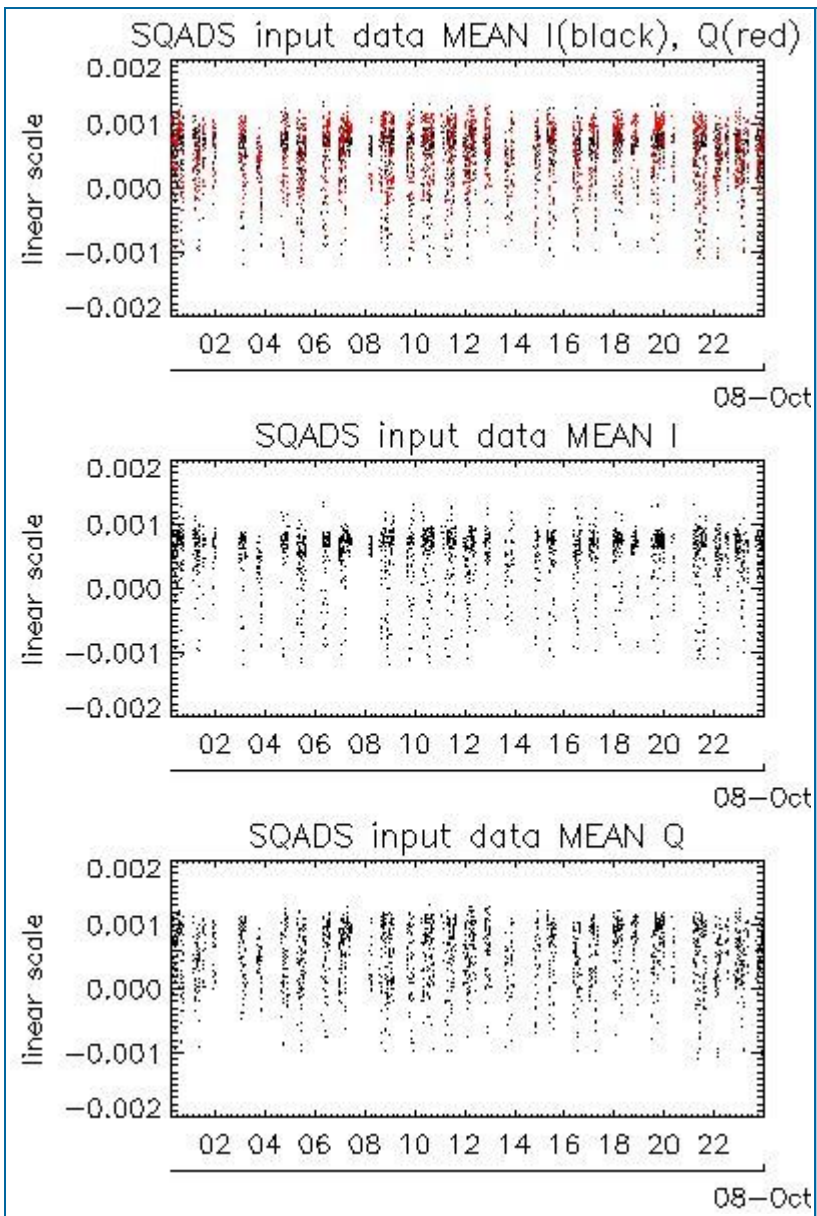 SQADS input data MEAN I(black), Q(red)
0.002
0.001
0.000
−0.001
−0.002
linear scale
02 04 06 08 10 12 14 16 18 20 22
08−Oct
SQADS input data MEAN I
0.002
0.001
0.000
−0.001
−0.002
linear scale
02 04 06 08 10 12 14 16 18 20 22
08−Oct
SQADS input data MEAN Q
0.002
0.001
0.000
−0.001
−0.002
linear scale
02 04 06 08 10 12 14 16 18 20 22
08−Oct